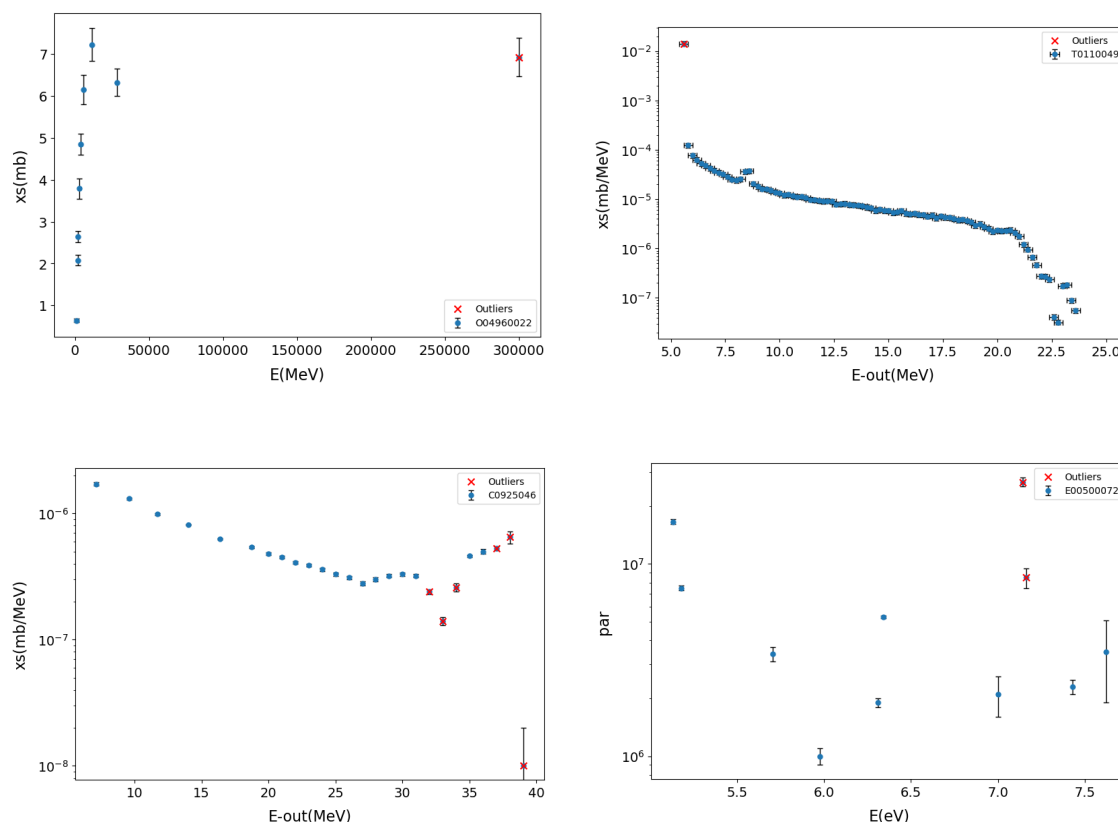 xs(mb)
7
6
5
4
3
2
1
0 50000 100000 150000 200000 250000 300000
E(MeV)
Outliers
O04960022
xs(mb/MeV)
10⁻²
10⁻³
10⁻⁴
10⁻⁵
10⁻⁶
10⁻⁷
5.0 7.5 10.0 12.5 15.0 17.5 20.0 22.5 25.0
E-out(MeV)
Outliers
T0110049
xs(mb/MeV)
10⁻⁶
10⁻⁷
10⁻⁸
10 15 20 25 30 35 40
E-out(MeV)
Outliers
C0925046
par
10⁷
10⁶
5.5 6.0 6.5 7.0 7.5
E(eV)
Outliers
E00500072